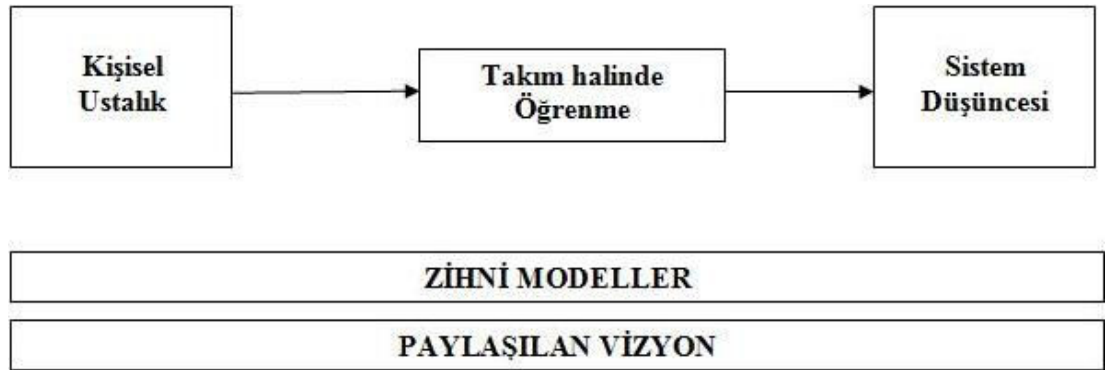 Kişisel
Ustalık
Takım halinde
Öğrenme
Sistem
Düşüncesi
ZİHNİ MODELLER
PAYLAŞILAN VİZYON